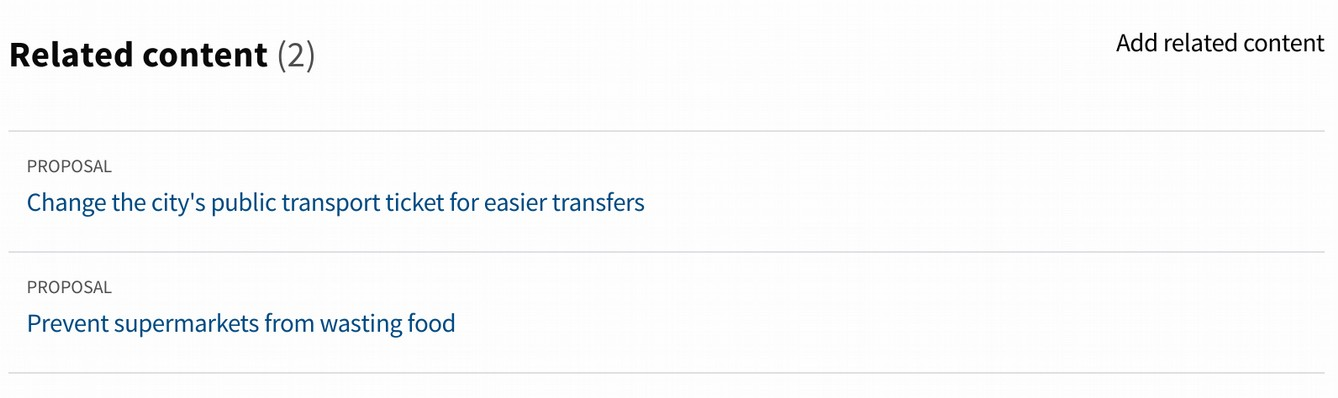 Related content (2)
Add related content
PROPOSAL
Change the city's public transport ticket for easier transfers
PROPOSAL
Prevent supermarkets from wasting food